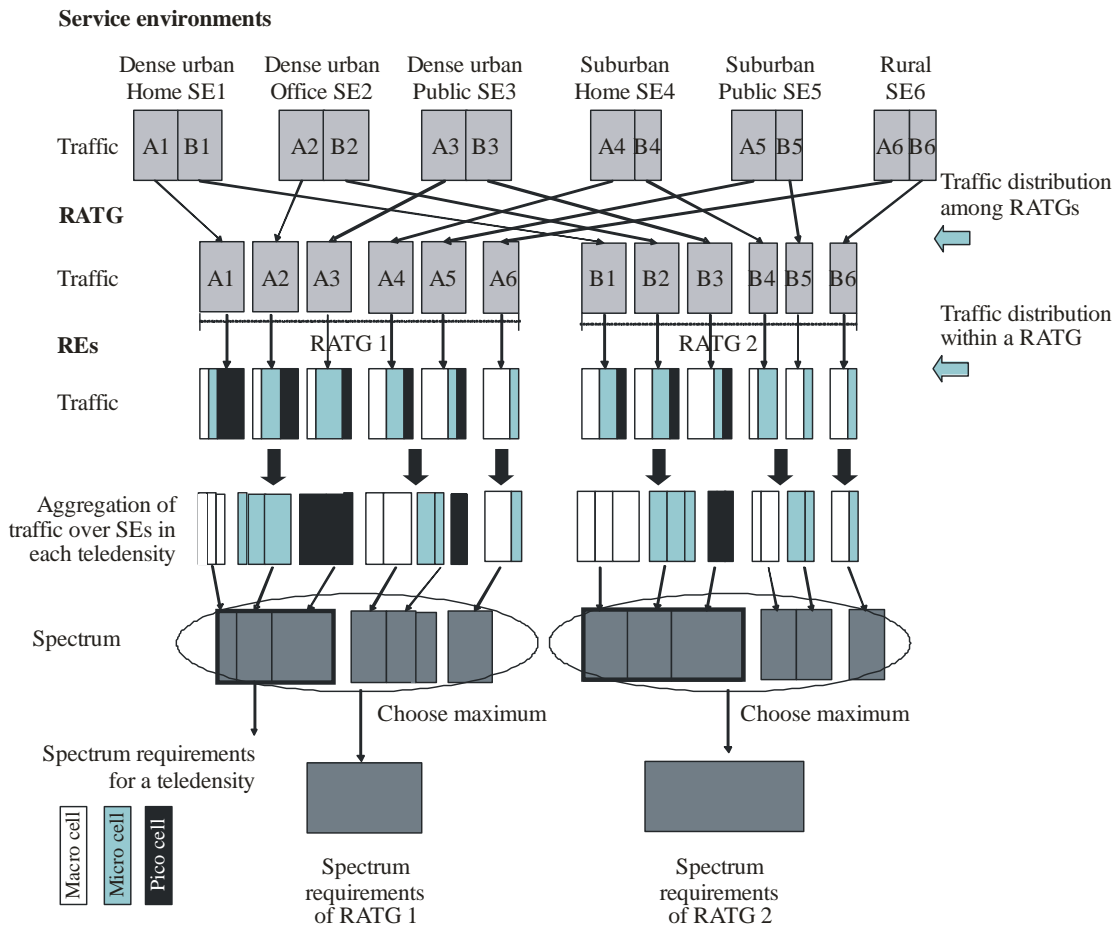 Service environments
Dense urban
Home SE1
Dense urban
Office SE2
Dense urban
Public SE3
Suburban
Home SE4
Suburban
Public SE5
Rural
SE6
Traffic
A1 B1
A2 B2
A3 B3
A4 B4
A5 B5
A6 B6
Traffic distribution
among RATGs
RATG
Traffic
A1 A2 A3 A4 A5 A6
B1 B2 B3 B4 B5 B6
Traffic distribution
within a RATG
REs
RATG 1
RATG 2
Traffic
Aggregation of
traffic over SEs in
each teledensity
Spectrum
Choose maximum
Choose maximum
Spectrum requirements
for a teledensity
Macro cell
Micro cell
Pico cell
Spectrum
requirements
of RATG 1
Spectrum
requirements
of RATG 2